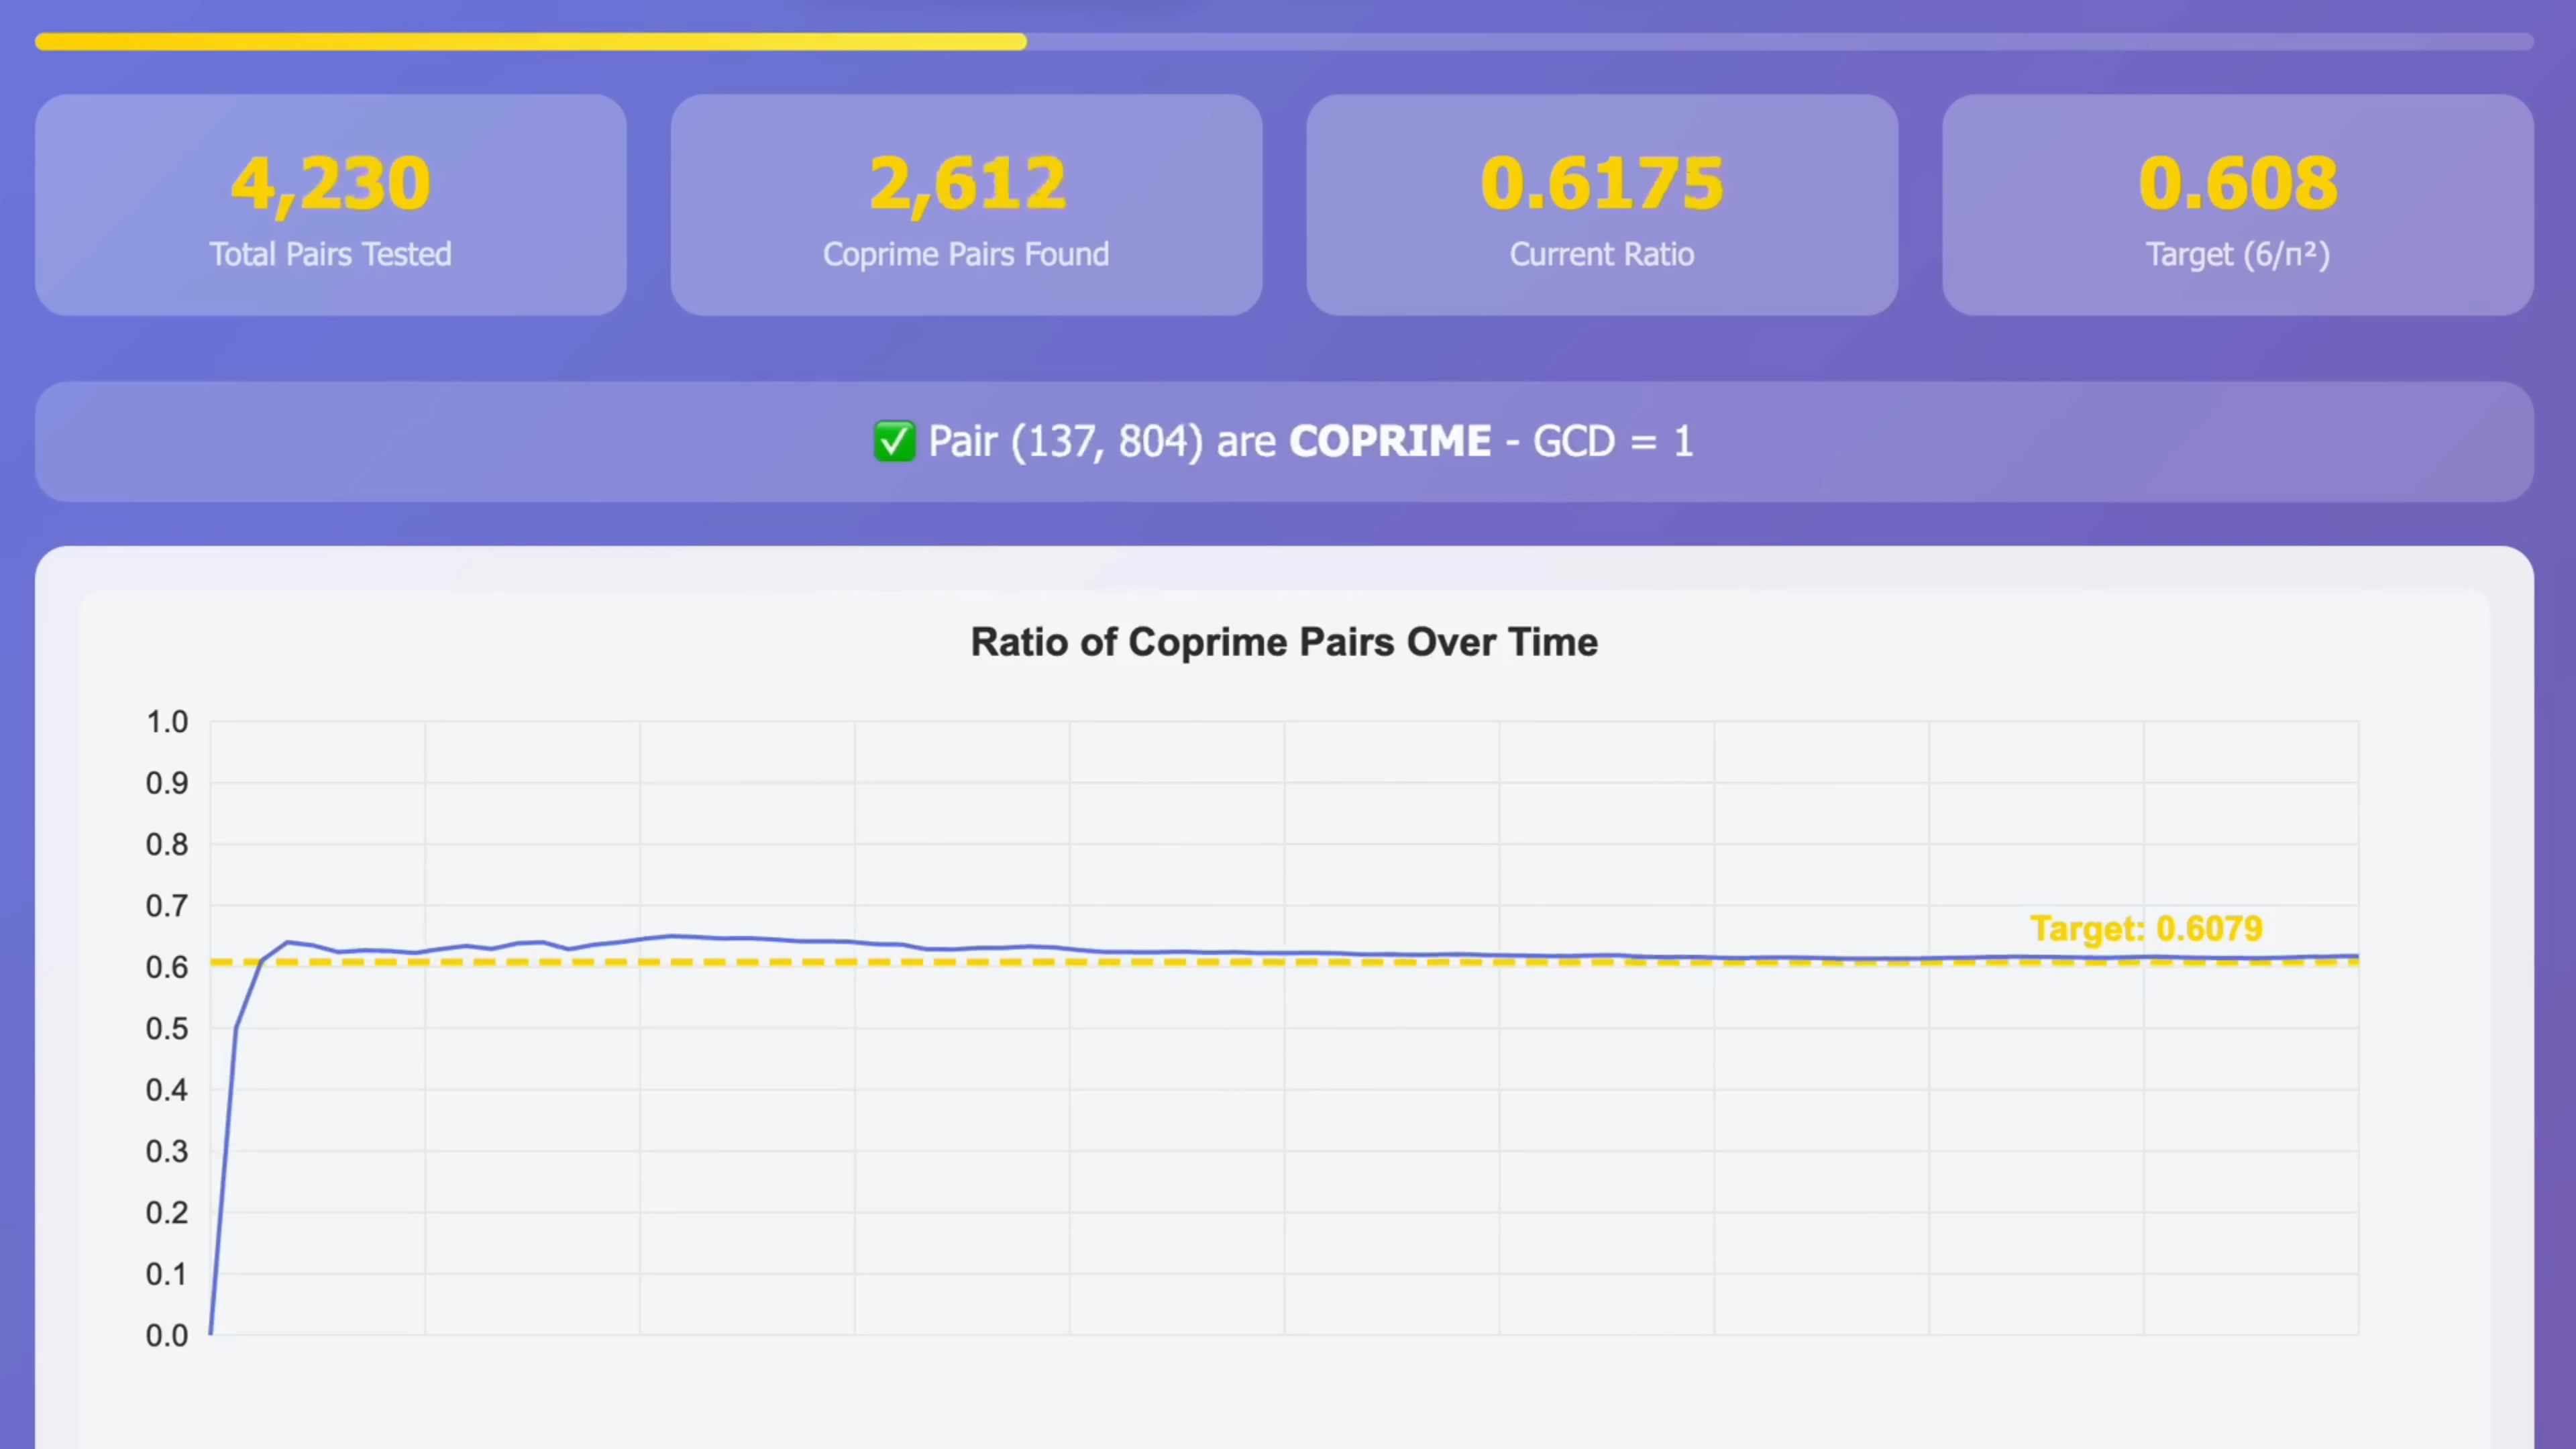 4,230
Total Pairs Tested
2,612
Coprime Pairs Found
0.6175
Current Ratio
0.608
Target (6/π²)
✅ Pair (137, 804) are COPRIME - GCD = 1
Ratio of Coprime Pairs Over Time
1.0
0.9
0.8
0.7
Target: 0.6079
0.6
0.5
0.4
0.3
0.2
0.1
0.0